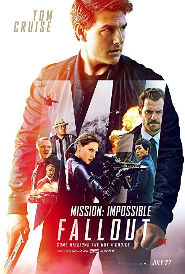 TOM
CRUISE
MISSION: IMPOSSIBLE
FALLOUT
SOME MISSIONS ARE NOT A CHOICE
JULY 27